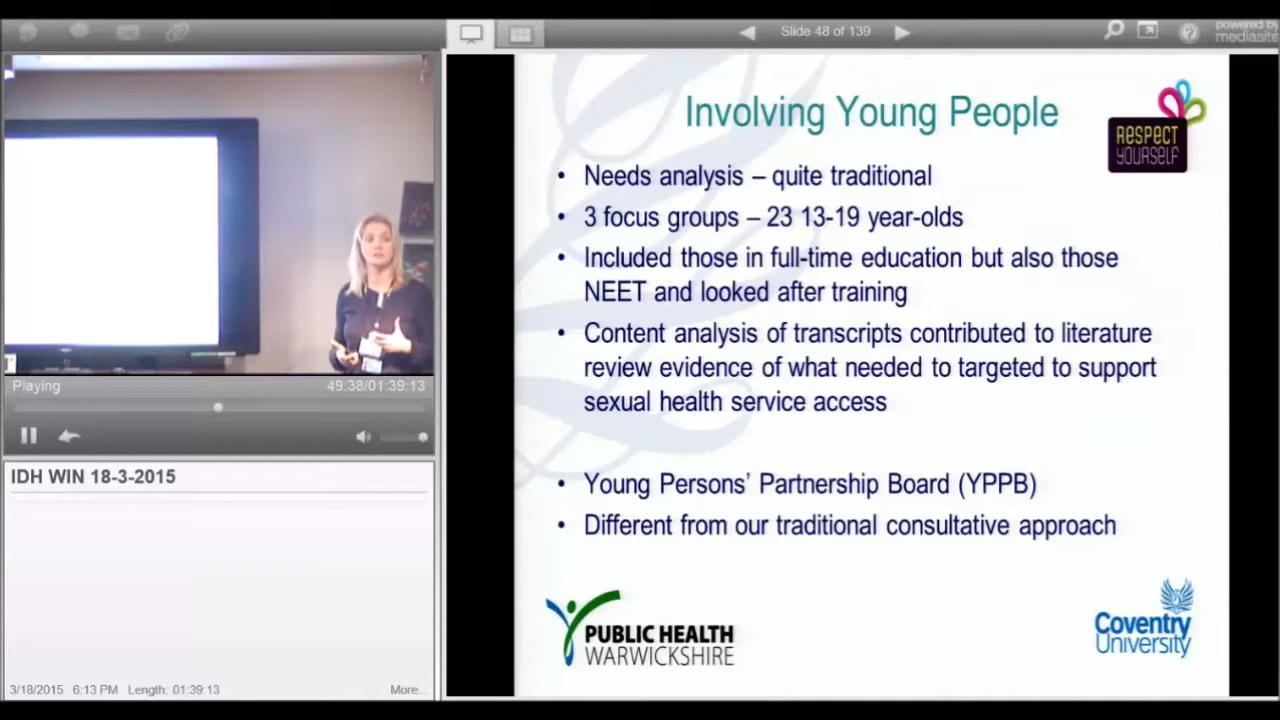 Slide 48 of 139
powered by
mediasite
Involving Young People
RESPECT
YOURSELF
• Needs analysis – quite traditional
• 3 focus groups – 23 13-19 year-olds
• Included those in full-time education but also those
NEET and looked after training
• Content analysis of transcripts contributed to literature
review evidence of what needed to targeted to support
sexual health service access
• Young Persons’ Partnership Board (YPPB)
• Different from our traditional consultative approach
PUBLIC HEALTH
WARWICKSHIRE
Coventry
University
Playing 49:38/01:39:13
IDH WIN 18-3-2015
3/18/2015 6:13 PM Length: 01:39:13 More...